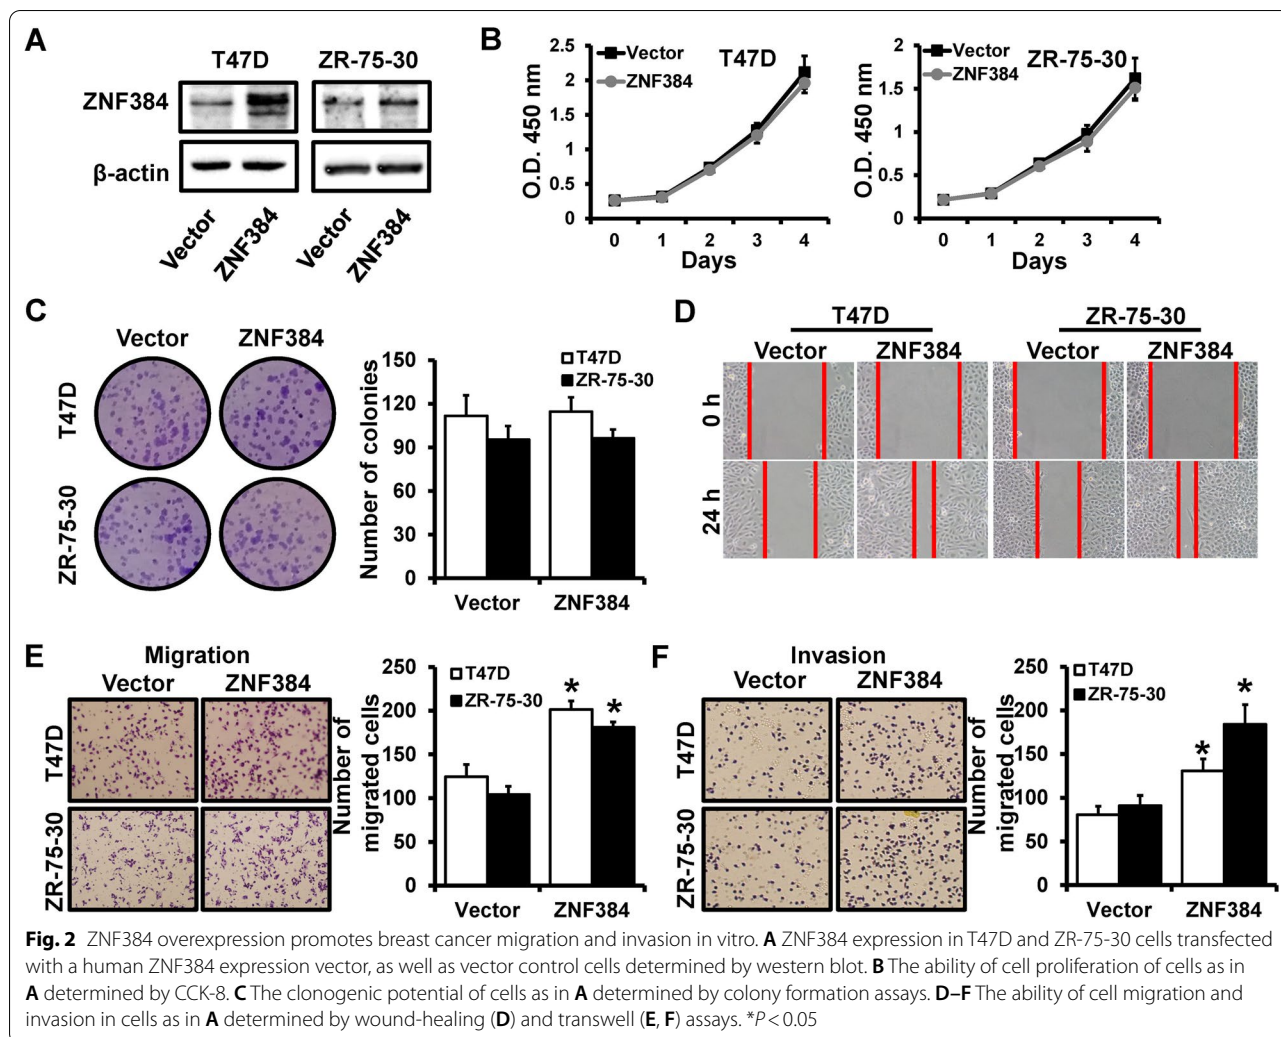 A
T47D
ZR-75-30
ZNF384
β-actin
Vector
ZNF384
Vector
ZNF384
B
Vector
ZNF384
T47D
O.D. 450 nm
2.5
2
1.5
1
0.5
0
0 1 2 3 4
Days
Vector
ZNF384
ZR-75-30
O.D. 450 nm
2
1.5
1
0.5
0
0 1 2 3 4
Days
C
Vector ZNF384
T47D
ZR-75-30
Number of colonies
150
120
90
60
30
0
T47D
ZR-75-30
Vector ZNF384
D
T47D ZR-75-30
Vector ZNF384 Vector ZNF384
0 h
24 h
E
Migration
Vector ZNF384
T47D
ZR-75-30
Number of
migrated cells
250
200
150
100
50
0
T47D
ZR-75-30
* *
Vector ZNF384
F
Invasion
Vector ZNF384
T47D
ZR-75-30
Number of
migrated cells
250
200
150
100
50
0
T47D
ZR-75-30
* *
Vector ZNF384
Fig. 2 ZNF384 overexpression promotes breast cancer migration and invasion in vitro. A ZNF384 expression in T47D and ZR-75-30 cells transfected
with a human ZNF384 expression vector, as well as vector control cells determined by western blot. B The ability of cell proliferation of cells as in
A determined by CCK-8. C The clonogenic potential of cells as in A determined by colony formation assays. D–F The ability of cell migration and
invasion in cells as in A determined by wound-healing (D) and transwell (E, F) assays. *P < 0.05